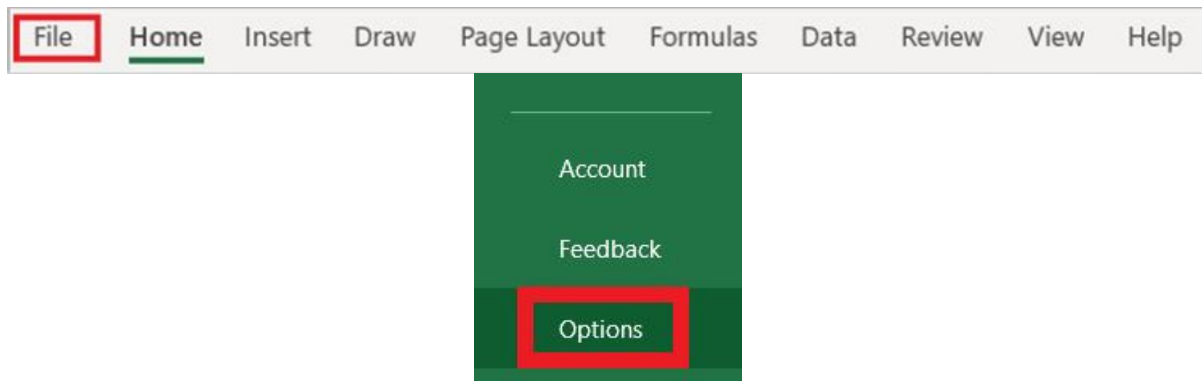 File Home Insert Draw Page Layout Formulas Data Review View Help
Account
Feedback
Options